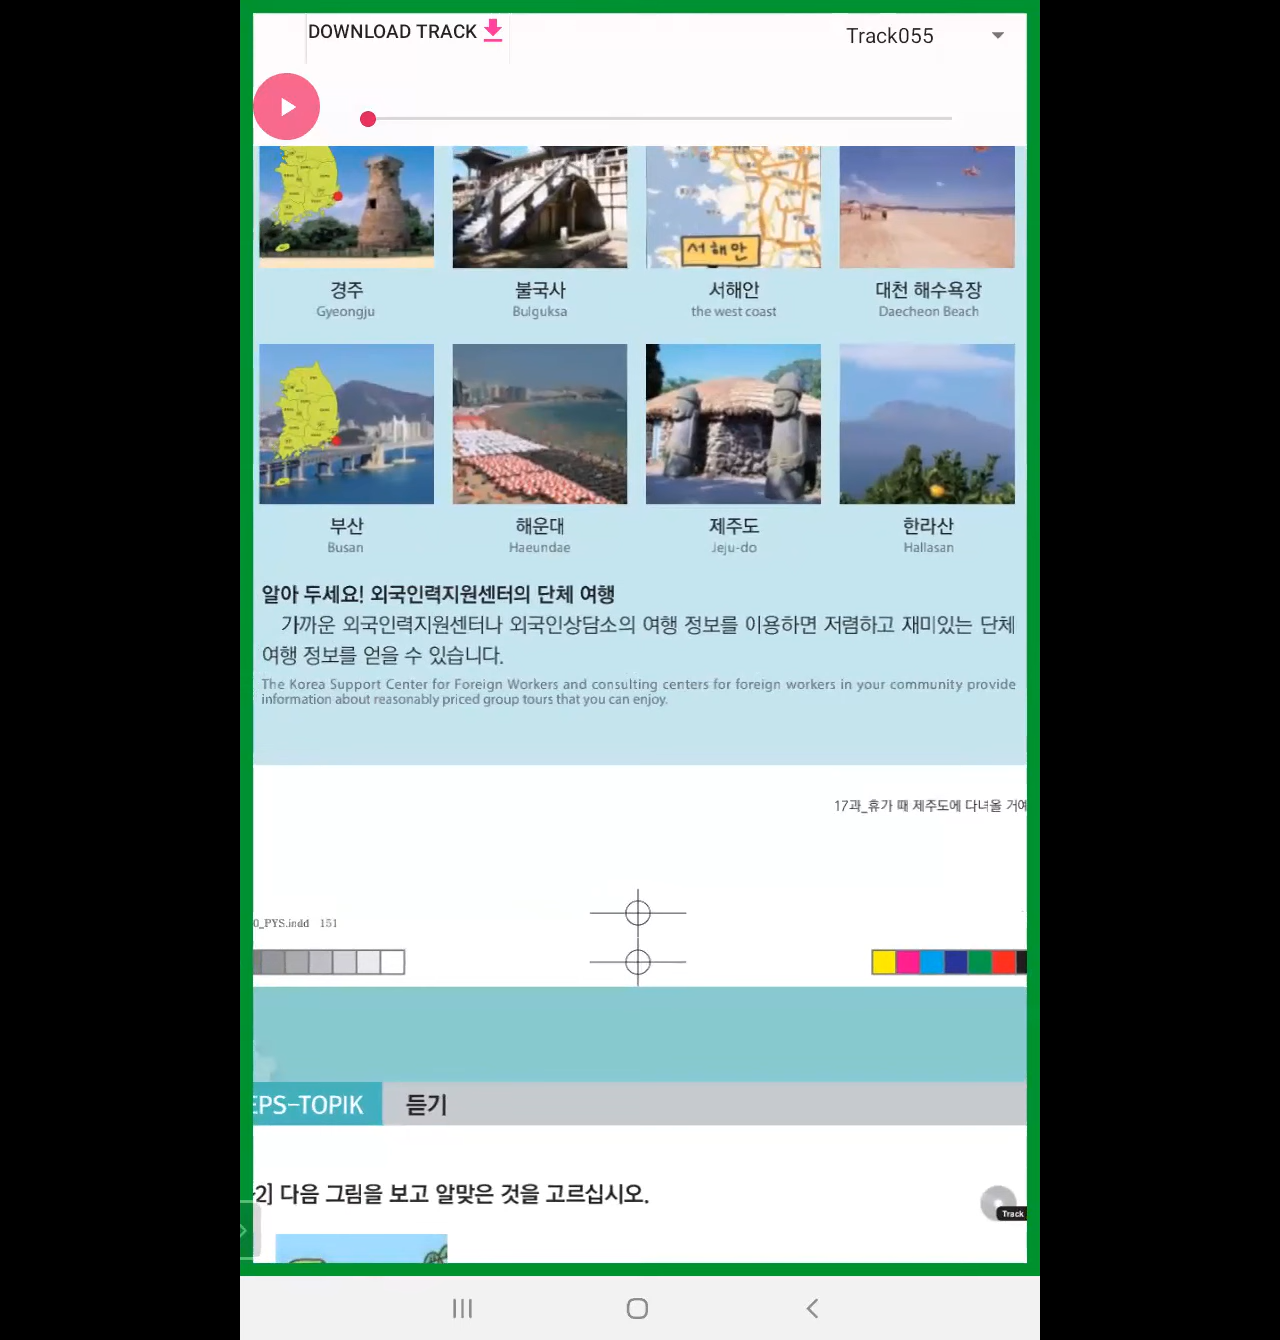 DOWNLOAD TRACK
Track055
서해안
경주 불국사 서해안 대천 해수욕장
Gyeongju Bulguksa the west coast Daecheon Beach
부산 해운대 제주도 한라산
Busan Haeundae Jeju-do Hallasan
알아 두세요! 외국인력지원센터의 단체 여행
가까운 외국인력지원센터나 외국인상담소의 여행 정보를 이용하면 저렴하고 재미있는 단체
여행 정보를 얻을 수 있습니다.
The Korea Support Center for Foreign Workers and consulting centers for foreign workers in your community provide
information about reasonably priced group tours that you can enjoy.
17과_휴가 때 제주도에 다녀올 거예
0_PYS.indd 151
EPS-TOPIK 듣기
2] 다음 그림을 보고 알맞은 것을 고르십시오.
Track